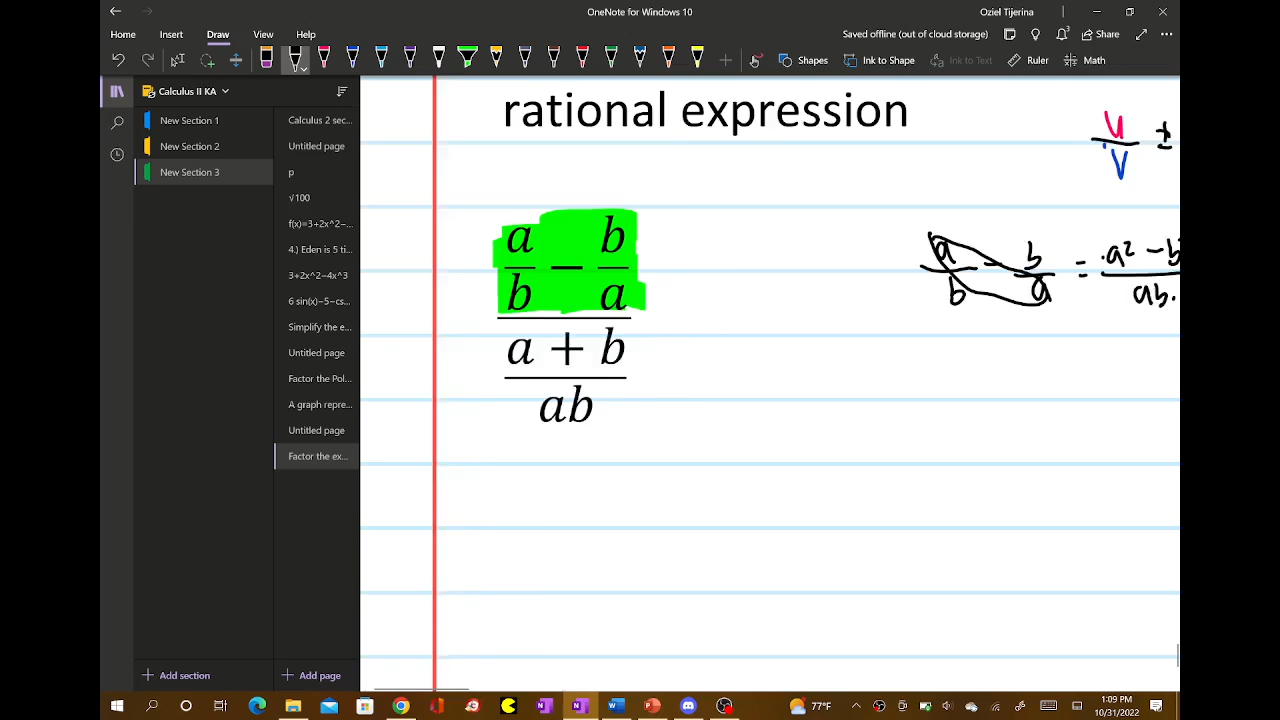 OneNote for Windows 10
Oziel Tijerina
Home Insert Draw View Help
Saved offline (out of cloud storage) Share
Shapes Ink to Shape Ink to Text Ruler Math
Calculus II KA
New Section 1
New Section 2
New Section 3
Calculus 2 sec...
Untitled page
p
√100
f(x)=3+2x^2−...
4.) Eden is 5 ti...
3+2x^2−4x^3
6 sin(x)−5−cs...
Simplify the e...
Untitled page
Factor the Pol...
A graph repre...
Untitled page
Factor the ex...
Add section
Add page
rational expression
a − b
b a
a + b
ab
u ±
v
a − b = a² − b
b a ab.
77°F
1:09 PM
10/31/2022